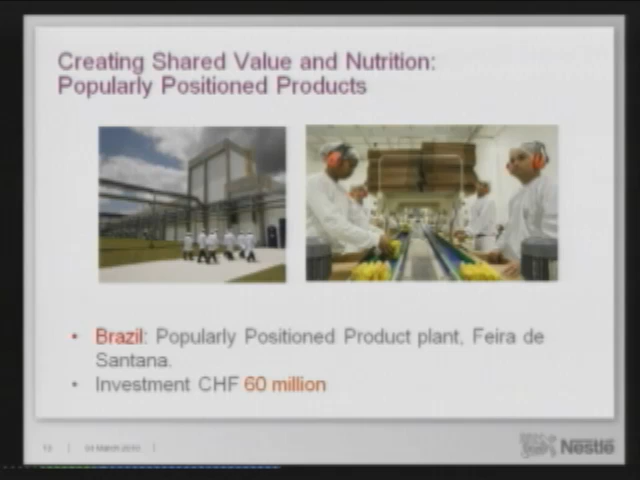 Creating Shared Value and Nutrition:
Popularly Positioned Products
• Brazil: Popularly Positioned Product plant, Feira de
Santana.
• Investment CHF 60 million
Nestlé